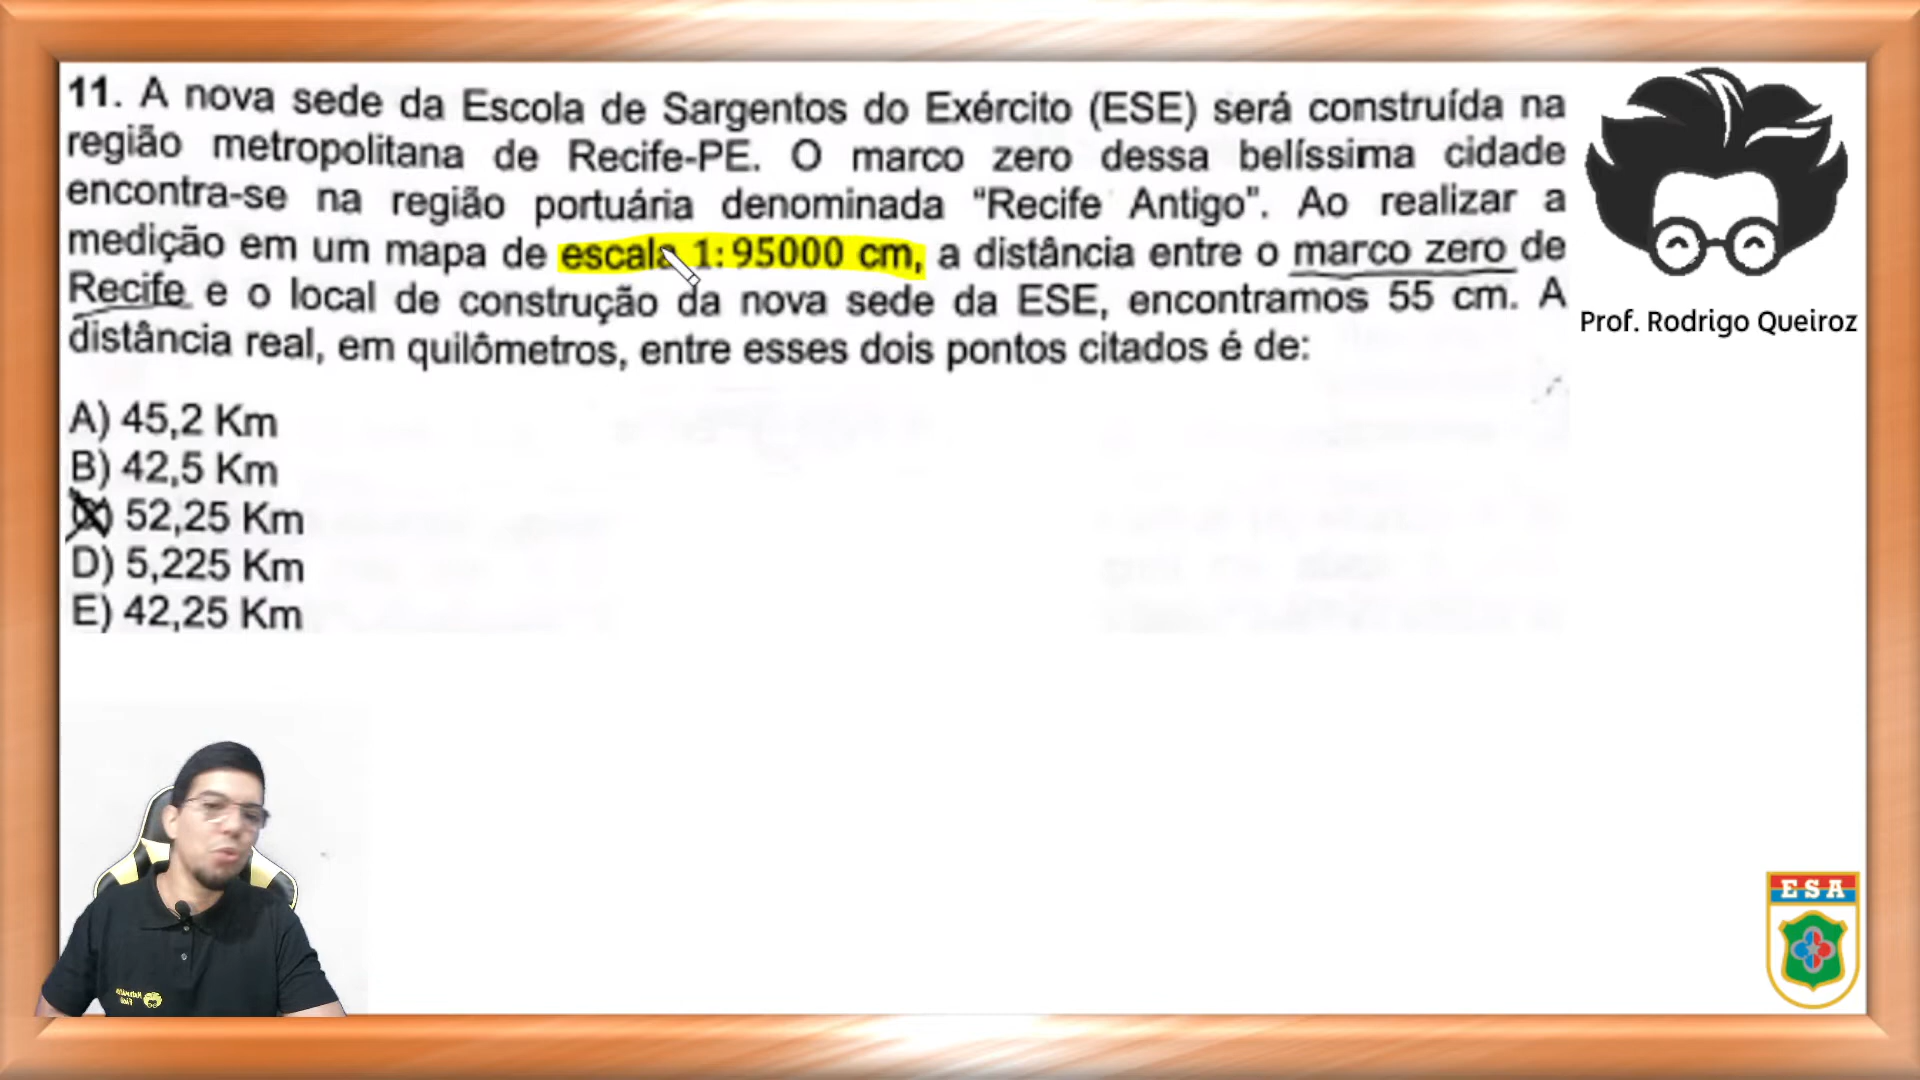 11. A nova sede da Escola de Sargentos do Exército (ESE) será construída na
região metropolitana de Recife-PE. O marco zero dessa belíssima cidade
encontra-se na região portuária denominada “Recife Antigo”. Ao realizar a
medição em um mapa de escala 1: 95000 cm, a distância entre o marco zero de
Recife e o local de construção da nova sede da ESE, encontramos 55 cm. A
distância real, em quilômetros, entre esses dois pontos citados é de:
A) 45,2 Km
B) 42,5 Km
C) 52,25 Km
D) 5,225 Km
E) 42,25 Km
Prof. Rodrigo Queiroz
ESA